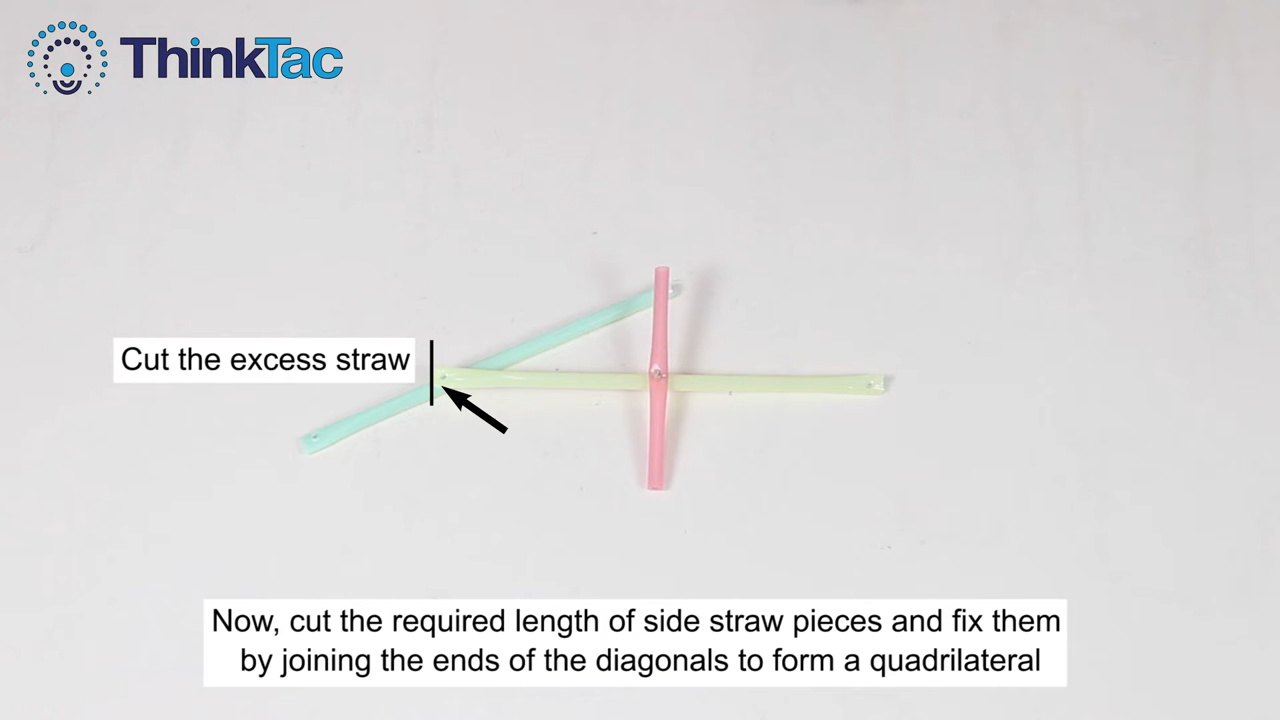 ThinkTac
Cut the excess straw
Now, cut the required length of side straw pieces and fix them
by joining the ends of the diagonals to form a quadrilateral